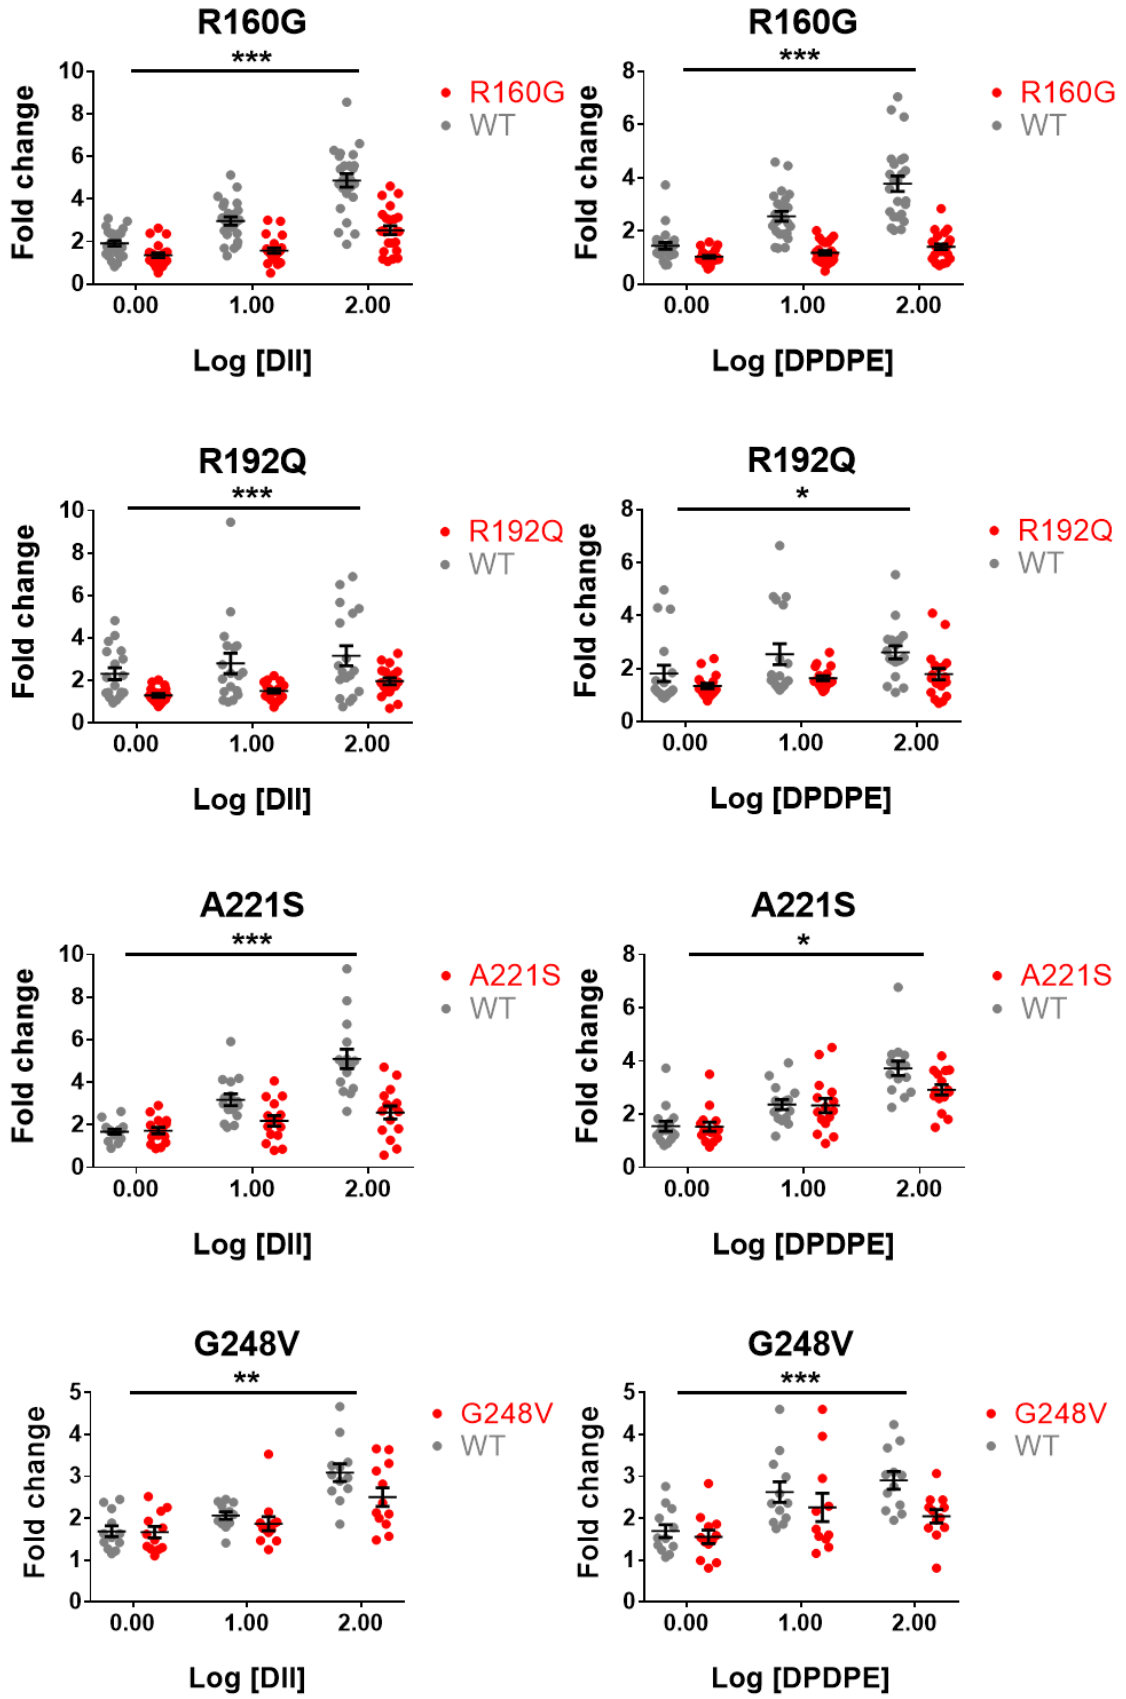 R160G
***
10
8
6
4
2
0
Fold change
R160G
WT
0.00 1.00 2.00
Log [DII]
R160G
***
8
6
4
2
0
Fold change
R160G
WT
0.00 1.00 2.00
Log [DPDPE]
R192Q
***
10
8
6
4
2
0
Fold change
R192Q
WT
0.00 1.00 2.00
Log [DII]
R192Q
*
8
6
4
2
0
Fold change
R192Q
WT
0.00 1.00 2.00
Log [DPDPE]
A221S
***
10
8
6
4
2
0
Fold change
A221S
WT
0.00 1.00 2.00
Log [DII]
A221S
*
8
6
4
2
0
Fold change
A221S
WT
0.00 1.00 2.00
Log [DPDPE]
G248V
**
5
4
3
2
1
0
Fold change
G248V
WT
0.00 1.00 2.00
Log [DII]
G248V
***
5
4
3
2
1
0
Fold change
G248V
WT
0.00 1.00 2.00
Log [DPDPE]